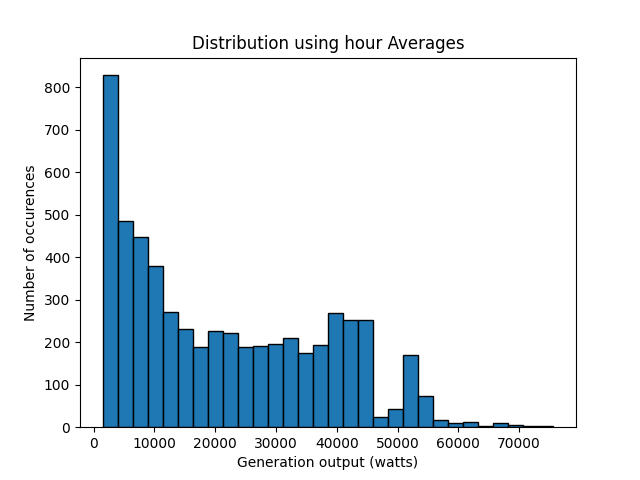 Distribution using hour Averages
800
700
600
500
400
300
200
100
0
Number of occurences
0 10000 20000 30000 40000 50000 60000 70000
Generation output (watts)